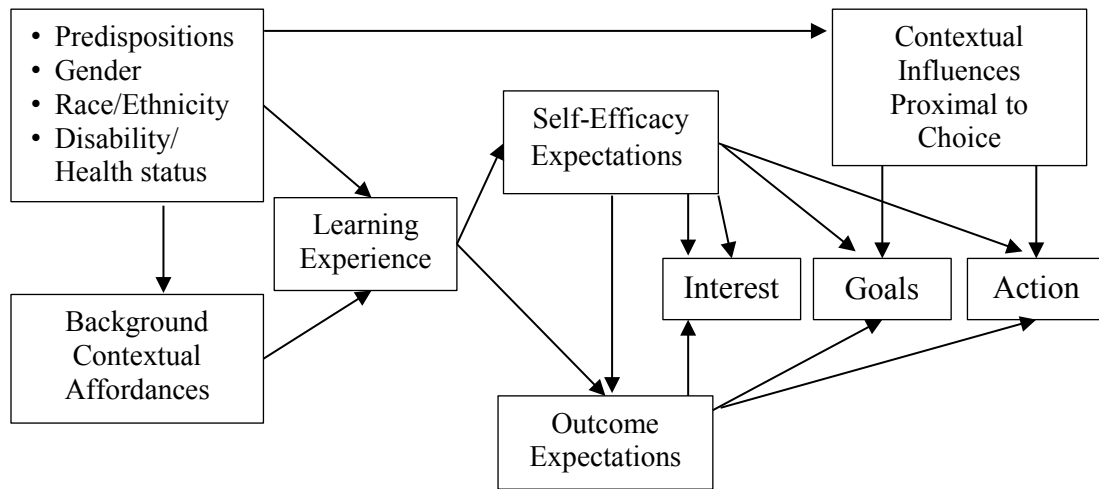 • Predispositions
• Gender
• Race/Ethnicity
• Disability/
Health status
Contextual
Influences
Proximal to
Choice
Self-Efficacy
Expectations
Learning
Experience
Interest
Goals
Action
Background
Contextual
Affordances
Outcome
Expectations